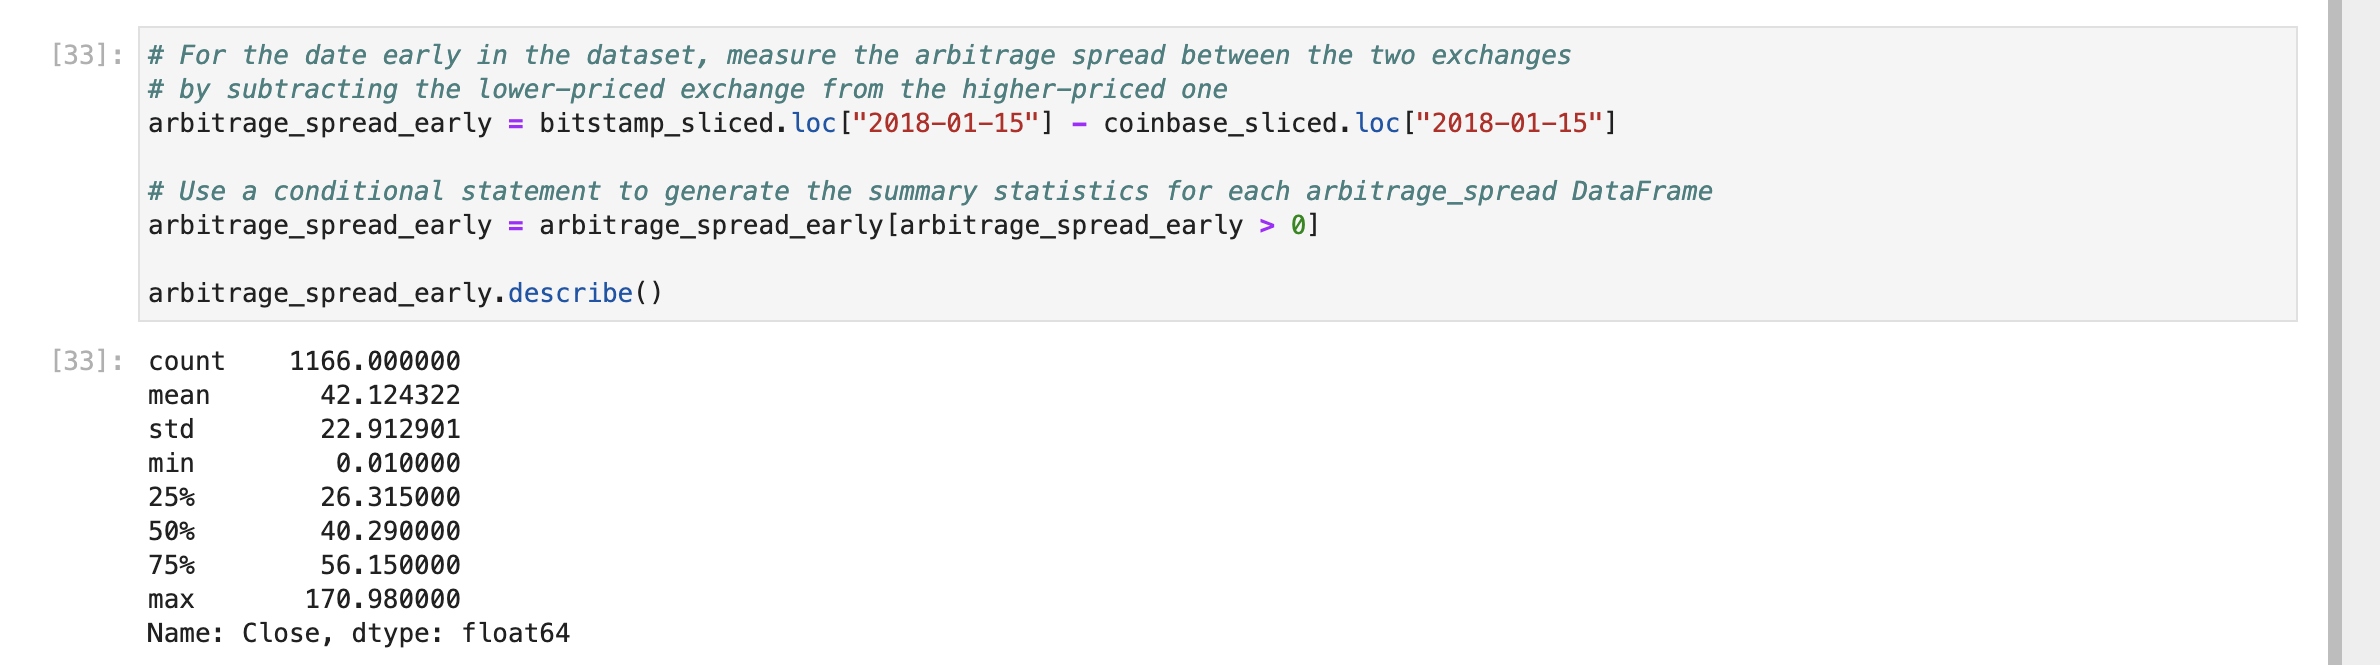 [33]: # For the date early in the dataset, measure the arbitrage spread between the two exchanges
# by subtracting the lower-priced exchange from the higher-priced one
arbitrage_spread_early = bitstamp_sliced.loc["2018-01-15"] - coinbase_sliced.loc["2018-01-15"]
# Use a conditional statement to generate the summary statistics for each arbitrage_spread DataFrame
arbitrage_spread_early = arbitrage_spread_early[arbitrage_spread_early > 0]
arbitrage_spread_early.describe()
[33]: count 1166.000000
mean 42.124322
std 22.912901
min 0.010000
25% 26.315000
50% 40.290000
75% 56.150000
max 170.980000
Name: Close, dtype: float64